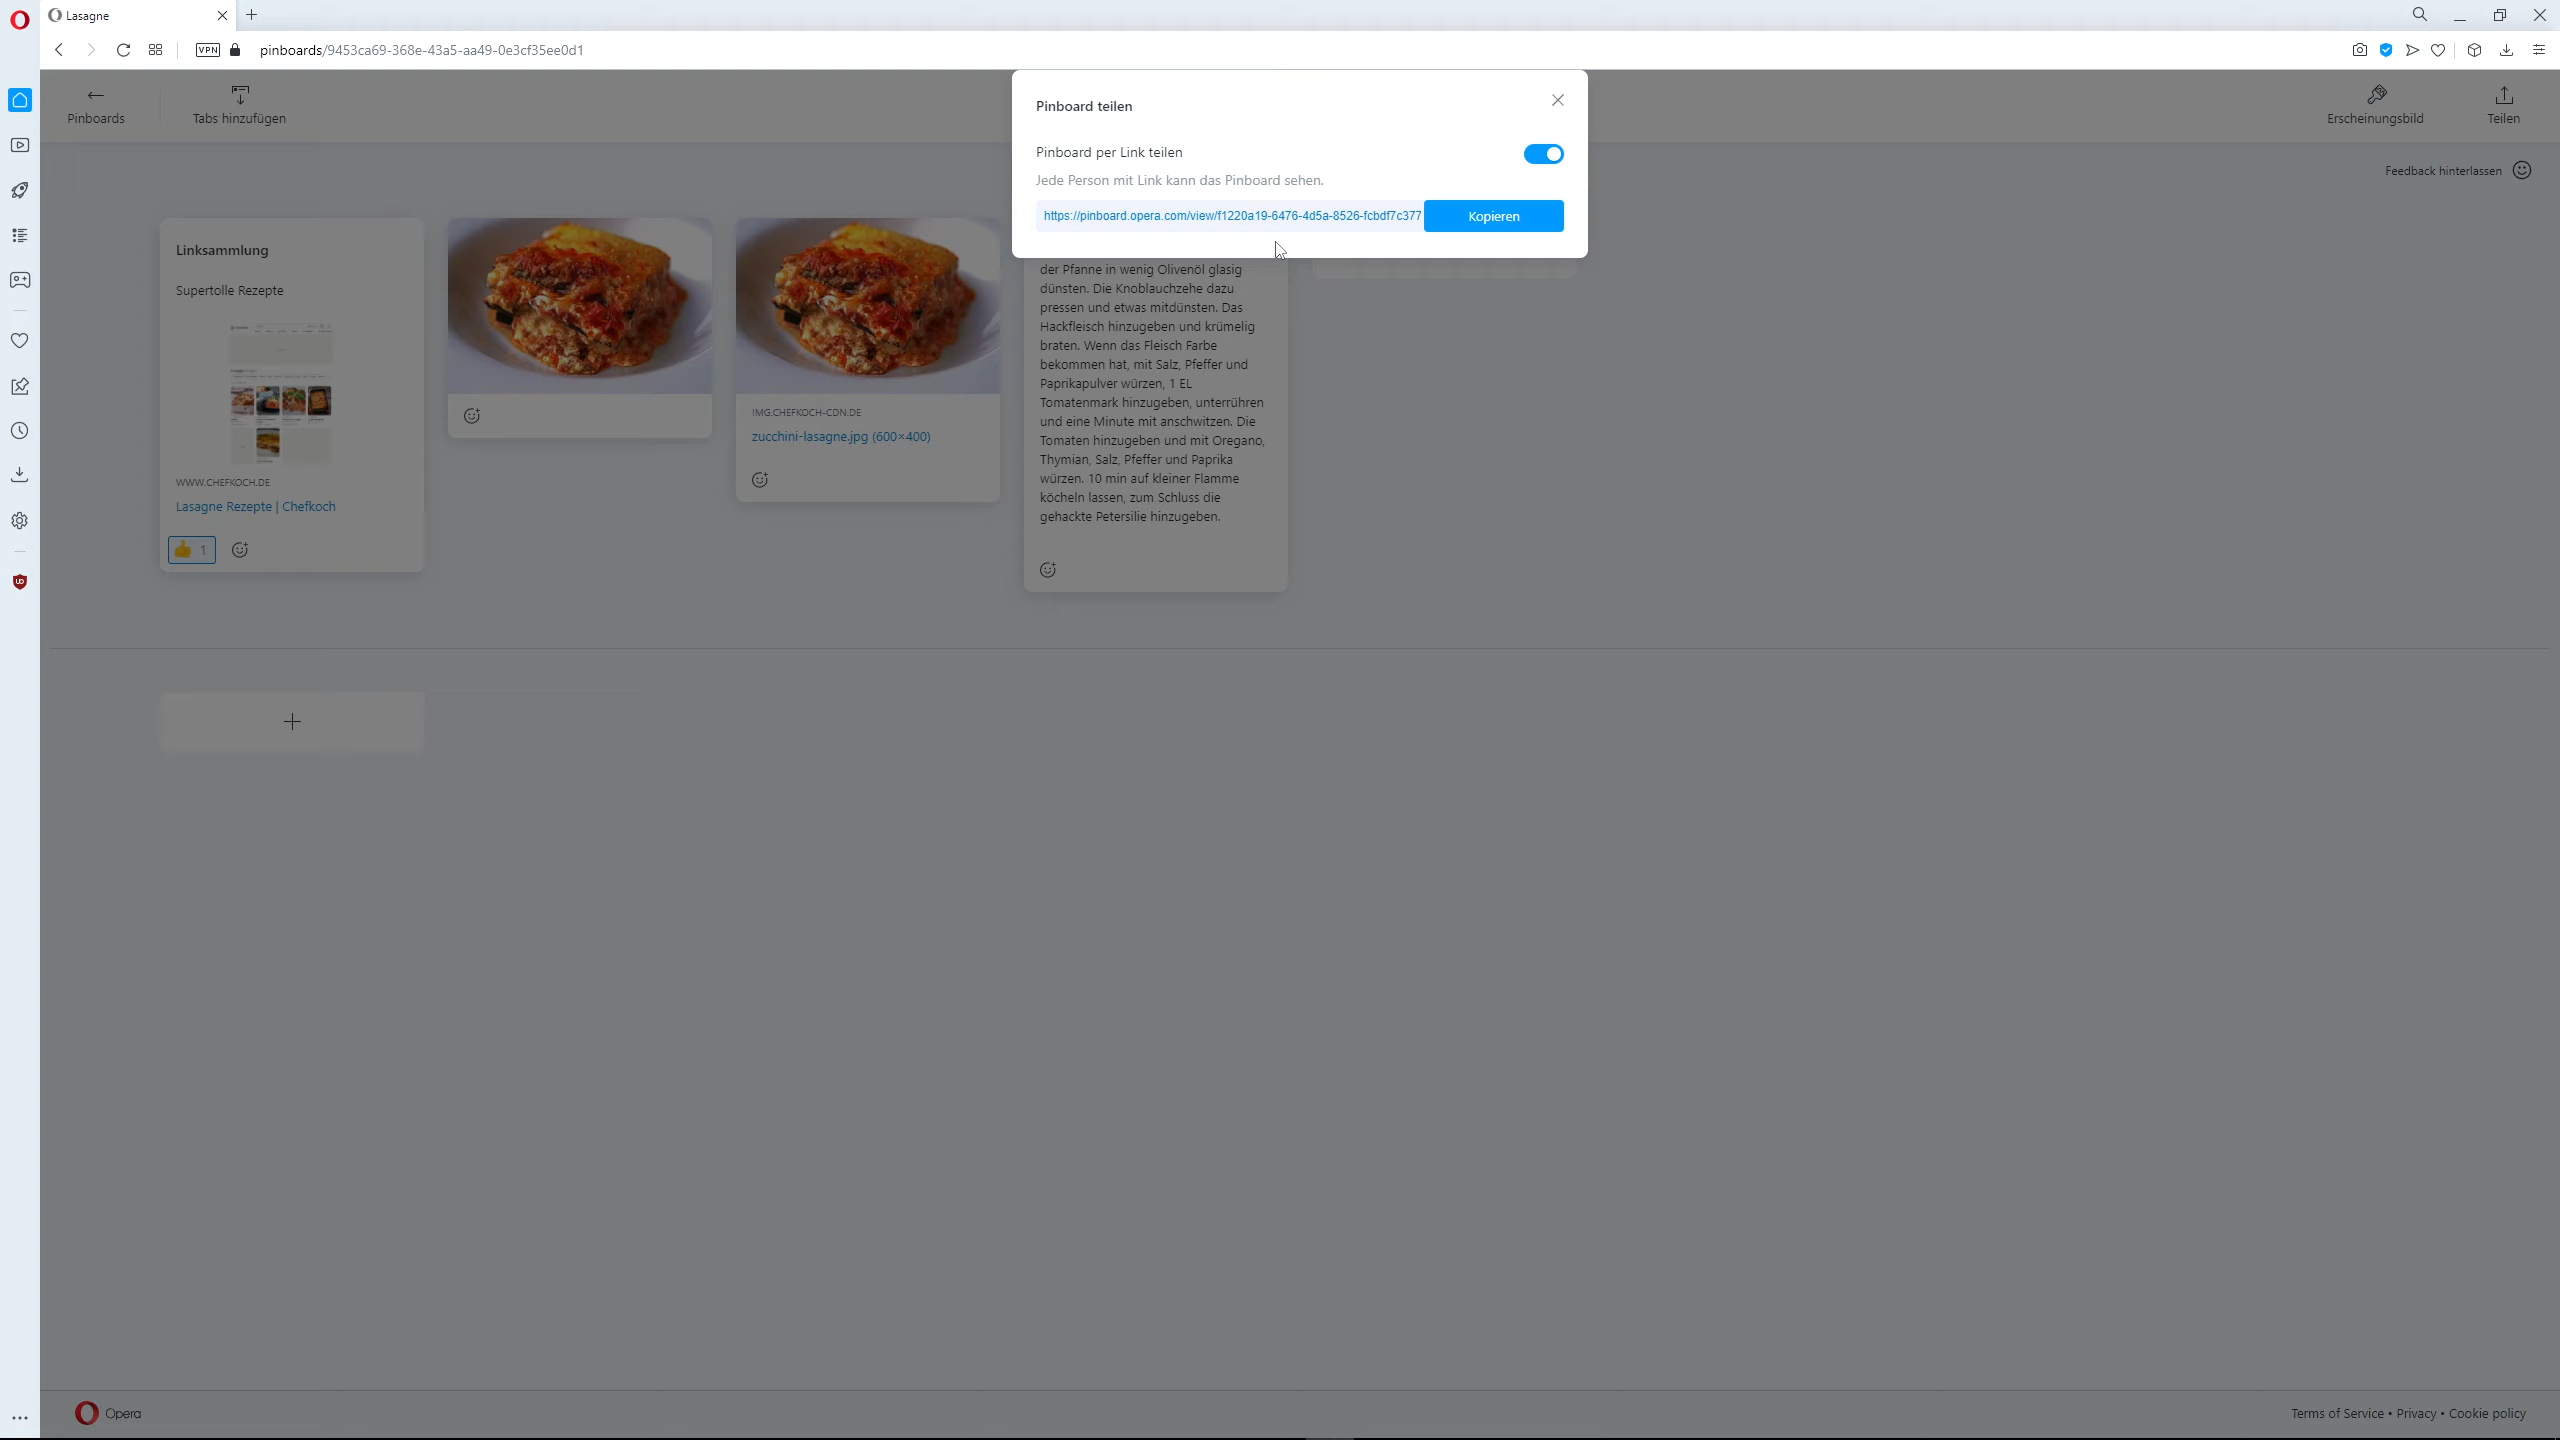 Lasagne
VPN
pinboards/9453ca69-368e-43a5-aa49-0e3cf35ee0d1
Pinboards
Tabs hinzufügen
Erscheinungsbild
Teilen
Feedback hinterlassen
Pinboard teilen
Pinboard per Link teilen
Jede Person mit Link kann das Pinboard sehen.
https://pinboard.opera.com/view/f1220a19-6476-4d5a-8526-fcbdf7c377
Kopieren
Linksammlung
Supertolle Rezepte
WWW.CHEFKOCH.DE
Lasagne Rezepte | Chefkoch
👍 1
IMG.CHEFKOCH-CDN.DE
zucchini-lasagne.jpg (600×400)
der Pfanne in wenig Olivenöl glasig
dünsten. Die Knoblauchzehe dazu
pressen und etwas mitdünsten. Das
Hackfleisch hinzugeben und krümelig
braten. Wenn das Fleisch Farbe
bekommen hat, mit Salz, Pfeffer und
Paprikapulver würzen, 1 EL
Tomatenmark hinzugeben, unterrühren
und eine Minute mit anschwitzen. Die
Tomaten hinzugeben und mit Oregano,
Thymian, Salz, Pfeffer und Paprika
würzen. 10 min auf kleiner Flamme
köcheln lassen, zum Schluss die
gehackte Petersilie hinzugeben.
Opera
Terms of Service • Privacy • Cookie policy